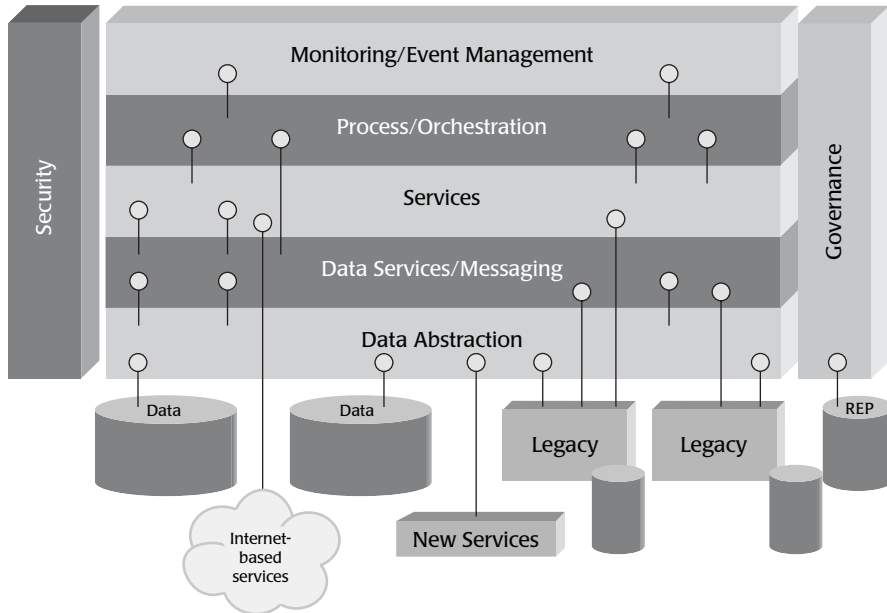 Monitoring/Event Management
Process/Orchestration
Services
Data Services/Messaging
Data Abstraction
Security
Governance
Data
Data
REP
Legacy
Legacy
Internet-
based
services
New Services